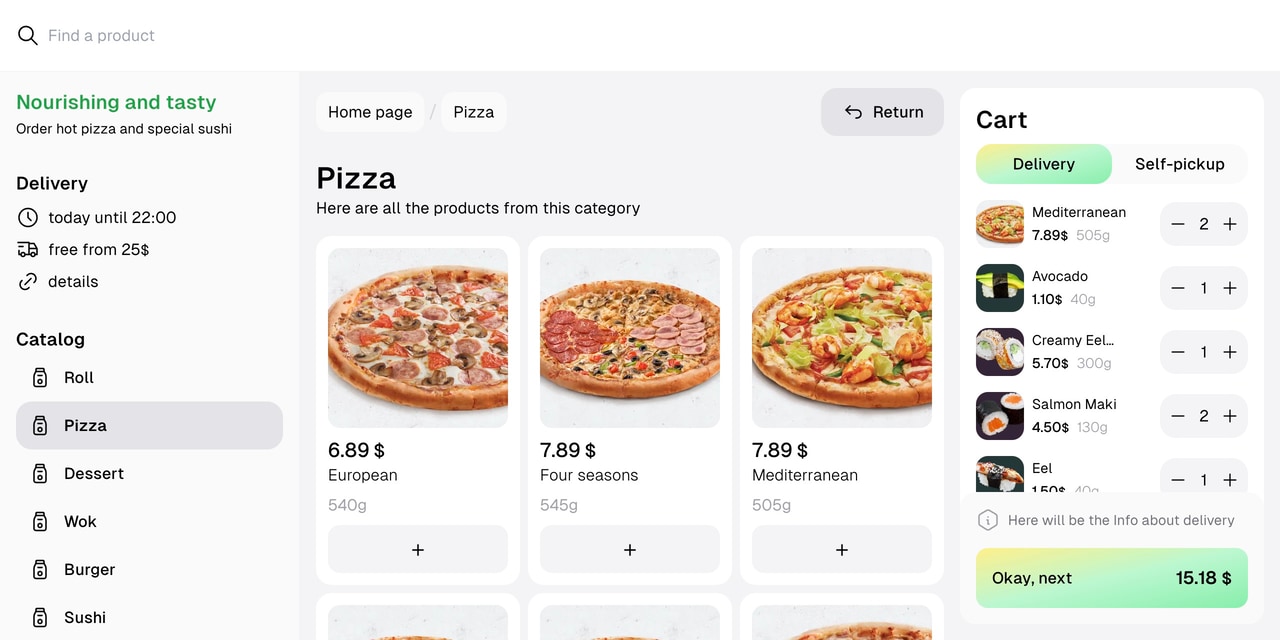 Find a product
Nourishing and tasty
Order hot pizza and special sushi
Delivery
today until 22:00
free from 25$
details
Catalog
Roll
Pizza
Dessert
Wok
Burger
Sushi
Home page / Pizza
Return
Pizza
Here are all the products from this category
6.89 $
European
540g
+
7.89 $
Four seasons
545g
+
7.89 $
Mediterranean
505g
+
Cart
Delivery Self-pickup
Mediterranean
7.89$ 505g
— 2 +
Avocado
1.10$ 40g
— 1 +
Creamy Eel...
5.70$ 300g
— 1 +
Salmon Maki
4.50$ 130g
— 2 +
Eel
1.50$ 40g
— 1 +
Here will be the Info about delivery
Okay, next 15.18 $